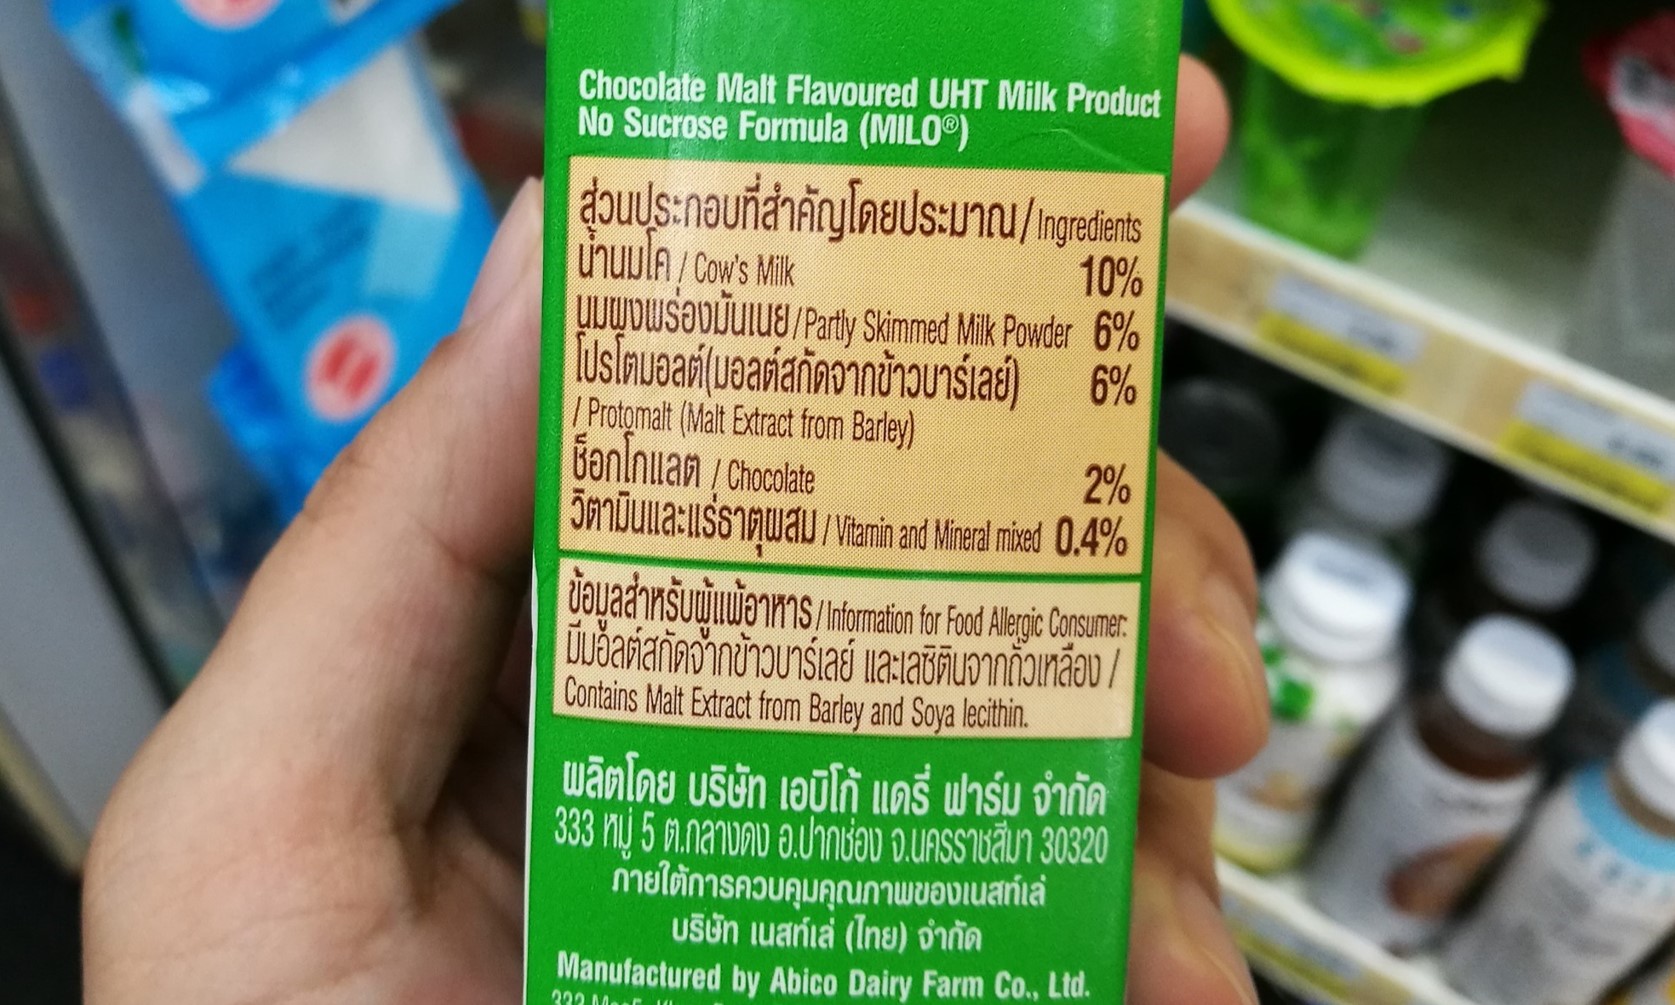 Chocolate Malt Flavoured UHT Milk Product
No Sucrose Formula (MILO®)
ส่วนประกอบที่สำคัญโดยประมาณ / Ingredients
น้ำนมโค / Cow's Milk 10%
นมผงพร่องมันเนย / Partly Skimmed Milk Powder 6%
โปรโตมอลต์(มอลต์สกัดจากข้าวบาร์เลย์) 6%
/ Protomalt (Malt Extract from Barley)
ช็อกโกแลต / Chocolate 2%
วิตามินและแร่ธาตุผสม / Vitamin and Mineral mixed 0.4%
ข้อมูลสำหรับผู้แพ้อาหาร / Information for Food Allergic Consumer:
มีมอลต์สกัดจากข้าวบาร์เลย์ และเลซิตินจากถั่วเหลือง /
Contains Malt Extract from Barley and Soya lecithin.
ผลิตโดย บริษัท เอบิโก้ แดรี่ ฟาร์ม จำกัด
333 หมู่ 5 ต.กลางดง อ.ปากช่อง จ.นครราชสีมา 30320
ภายใต้การควบคุมคุณภาพของเนสท์เล่
บริษัท เนสท์เล่ (ไทย) จำกัด
Manufactured by Abico Dairy Farm Co., Ltd.